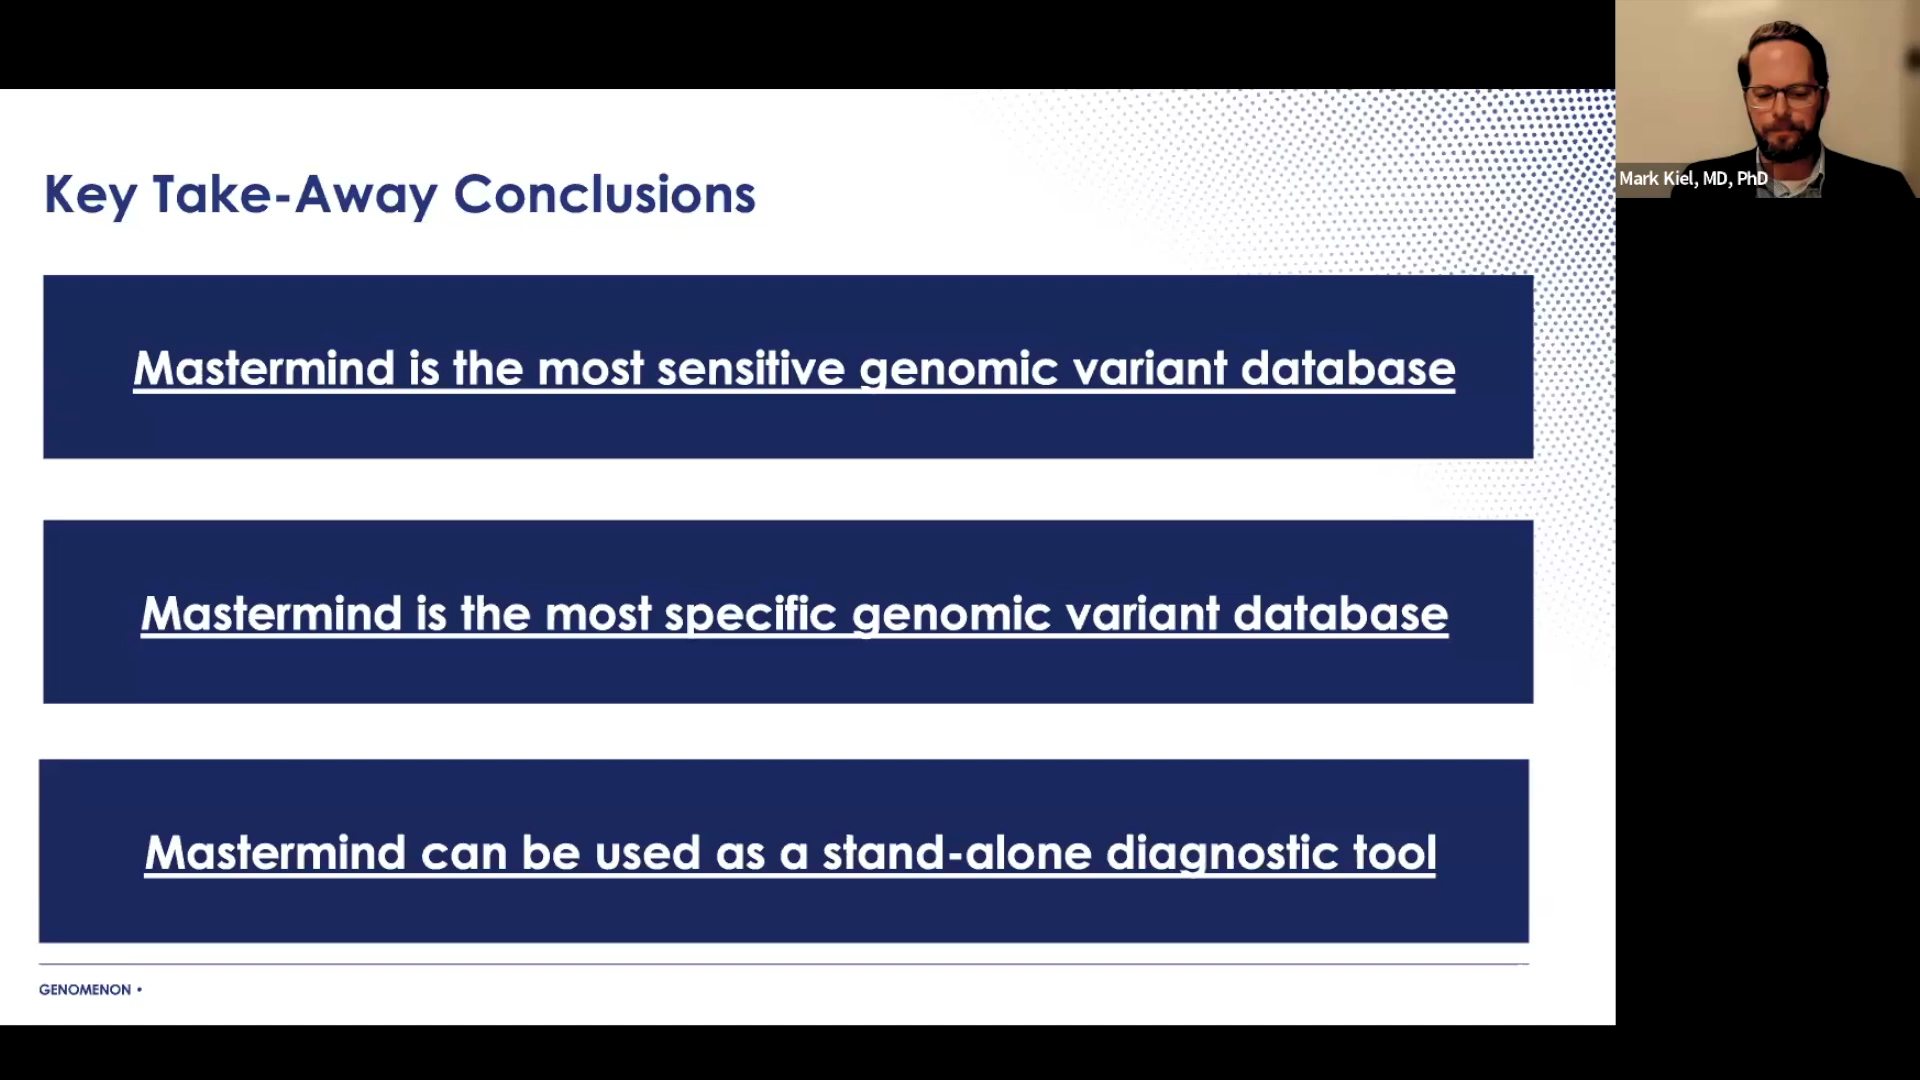 Mark Kiel, MD, PhD
Key Take-Away Conclusions
Mastermind is the most sensitive genomic variant database
Mastermind is the most specific genomic variant database
Mastermind can be used as a stand-alone diagnostic tool
GENOMENON •